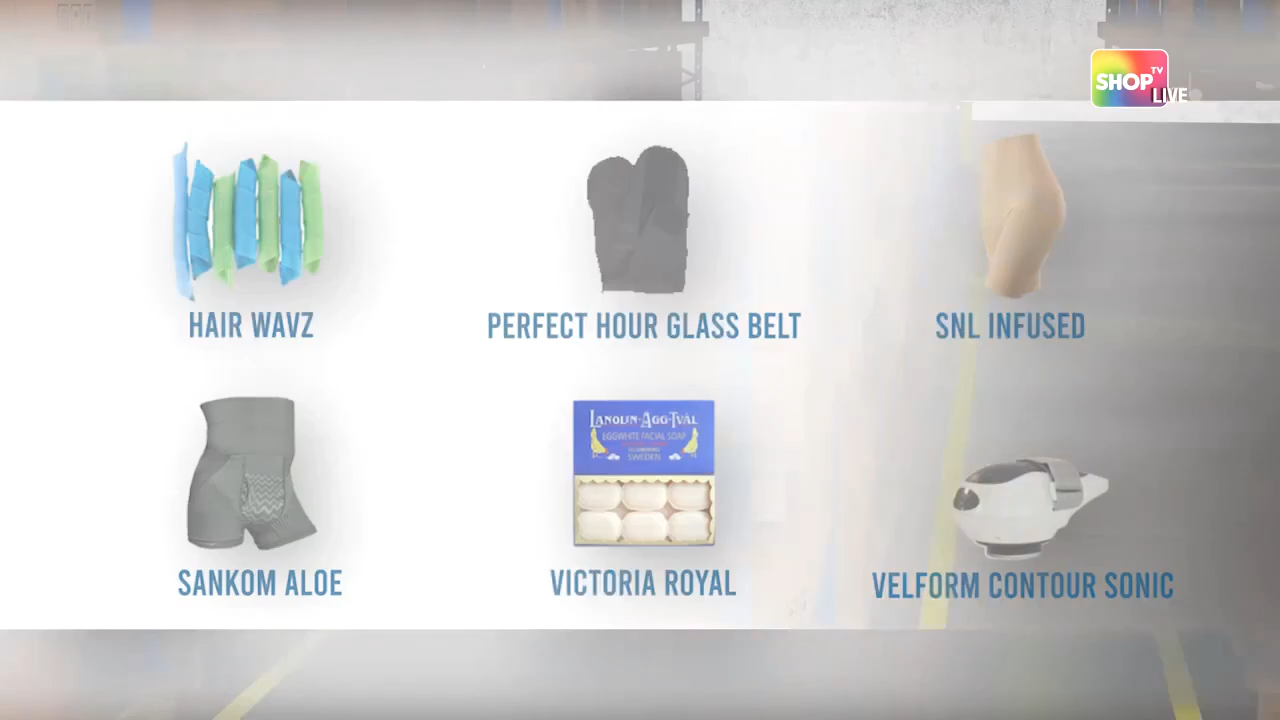 SHOP TV
LIVE
HAIR WAVZ
PERFECT HOUR GLASS BELT
SNL INFUSED
LANOLIN-ÄGG-TVÅL
EGGWHITE FACIAL SOAP
SWEDEN
SANKOM ALOE
VICTORIA ROYAL
VELFORM CONTOUR SONIC